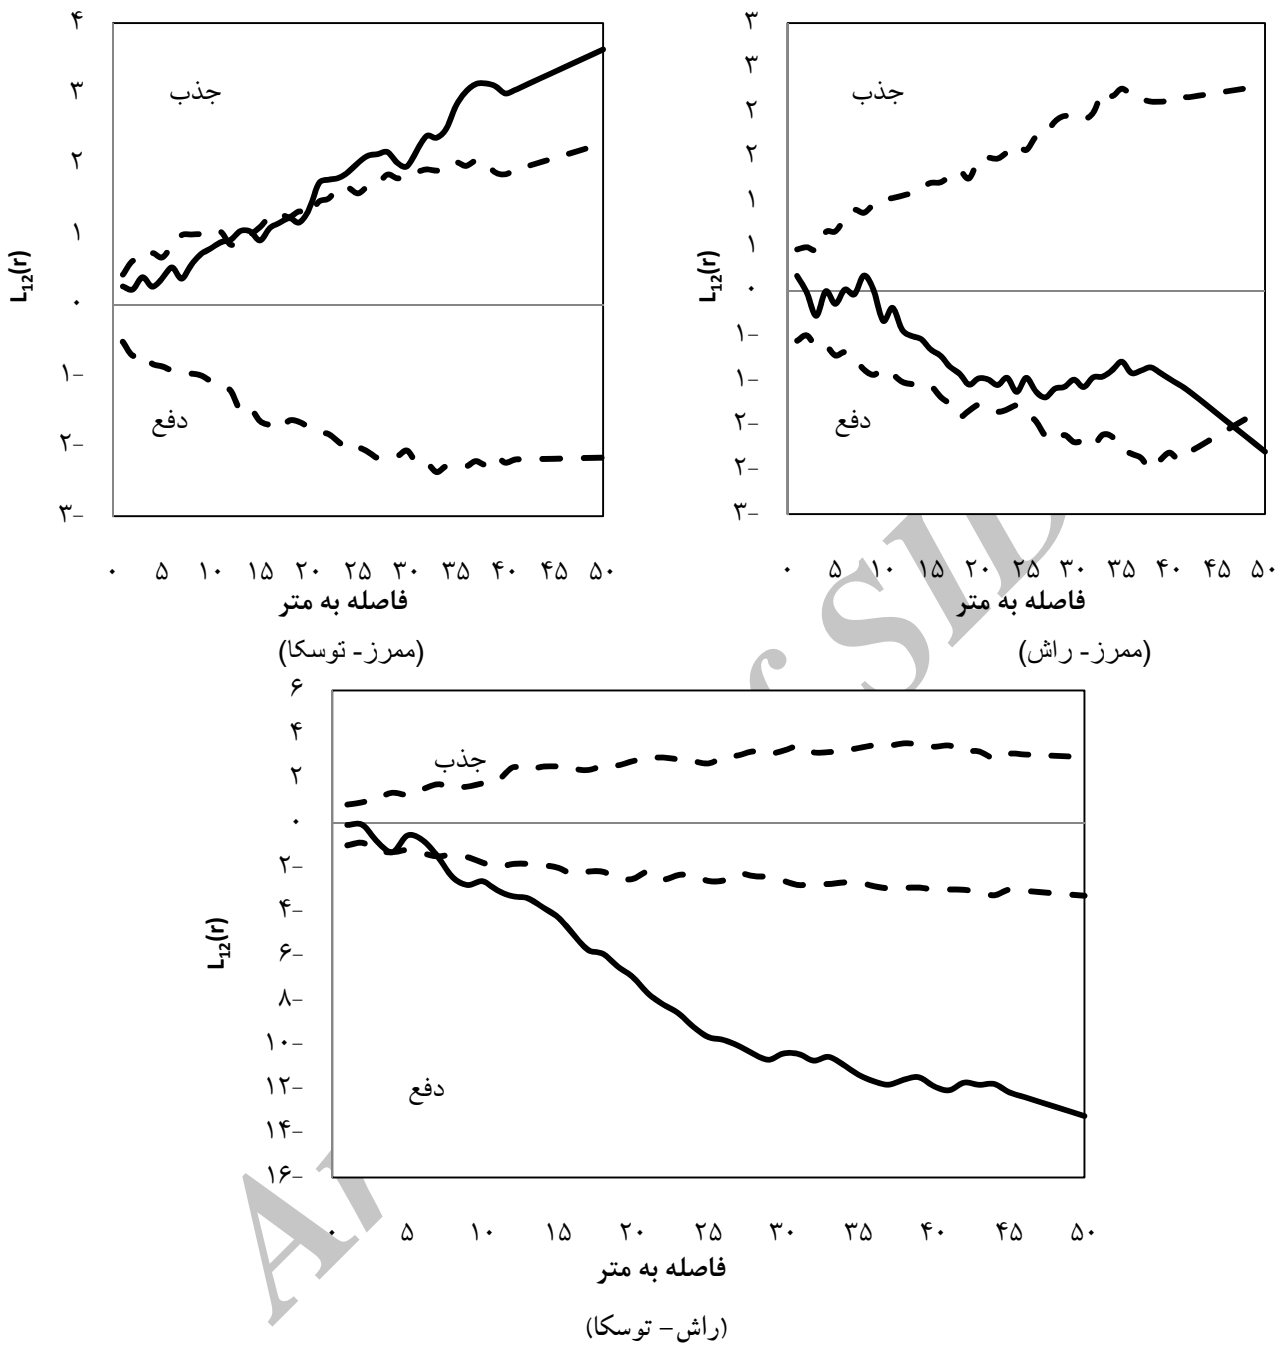 ۴
۳
۲
۱
۰
۱-
۲-
۳-
L12(r)
جذب
دفع
۰ ۵ ۱۰ ۱۵ ۲۰ ۲۵ ۳۰ ۳۵ ۴۰ ۴۵ ۵۰
فاصله به متر
(ممرز- توسکا)
۳
۳
۲
۲
۱
۱
۰
۱-
۱-
۲-
۲-
۳-
L12(r)
جذب
دفع
۰ ۵ ۱۰ ۱۵ ۲۰ ۲۵ ۳۰ ۳۵ ۴۰ ۴۵ ۵۰
فاصله به متر
(ممرز- راش)
۶
۴
۲
۰
۲-
۴-
۶-
۸-
۱۰-
۱۲-
۱۴-
۱۶-
L12(r)
جذب
دفع
۰ ۵ ۱۰ ۱۵ ۲۰ ۲۵ ۳۰ ۳۵ ۴۰ ۴۵ ۵۰
فاصله به متر
(راش- توسکا)